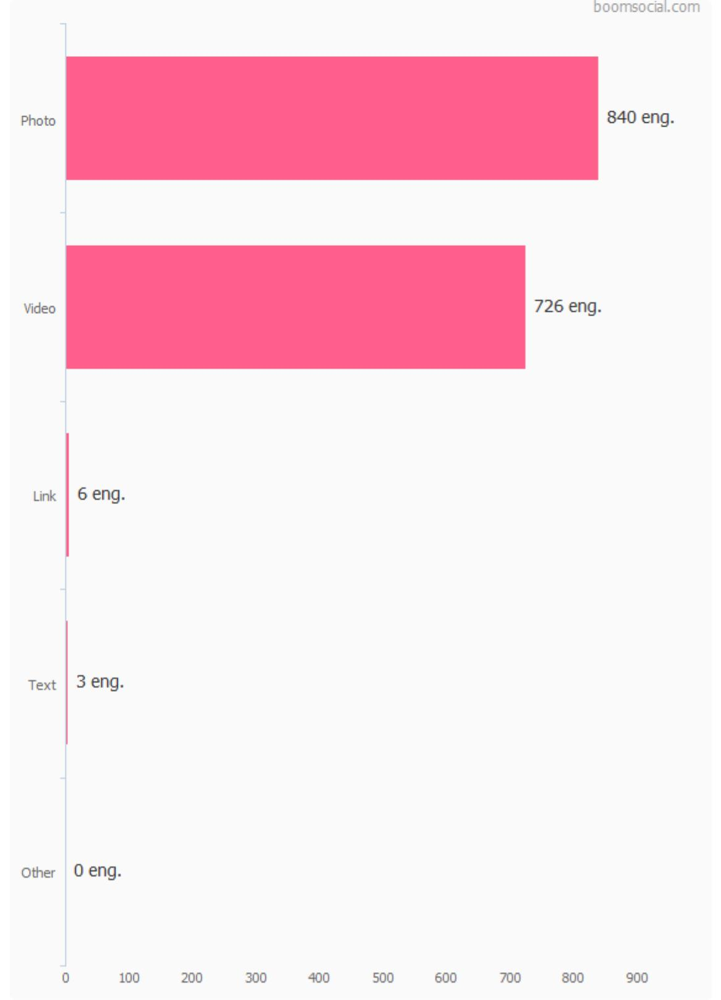 boomsocial.com
Photo
840 eng.
Video
726 eng.
Link
6 eng.
Text
3 eng.
Other
0 eng.
0 100 200 300 400 500 600 700 800 900